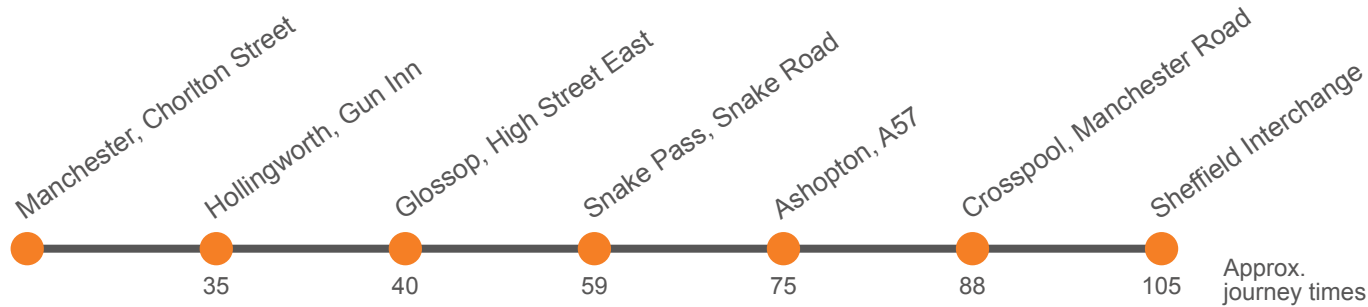 Manchester, Chorlton Street
Hollingworth, Gun Inn
Glossop, High Street East
Snake Pass, Snake Road
Ashopton, A57
Crosspool, Manchester Road
Sheffield Interchange
35
40
59
75
88
105
Approx.
journey times